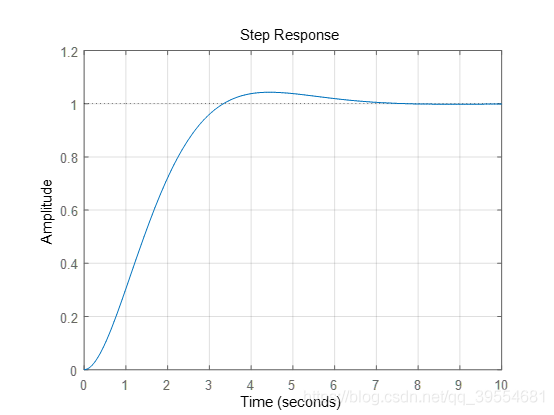 Step Response
1.2
1
0.8
0.6
0.4
0.2
0
Amplitude
0 1 2 3 4 5 6 7 8 9 10
Time (seconds)
https://blog.csdn.net/qq_39554681